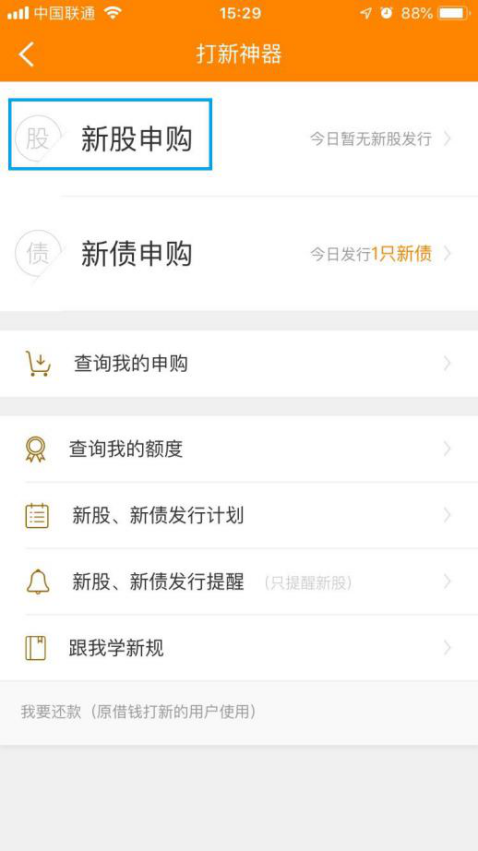 中国联通 15:29 88%
打新神器
股 新股申购 今日暂无新股发行
债 新债申购 今日发行1只新债
查询我的申购
查询我的额度
新股、新债发行计划
新股、新债发行提醒 (只提醒新股)
跟我学新规
我要还款（原借钱打新的用户使用）